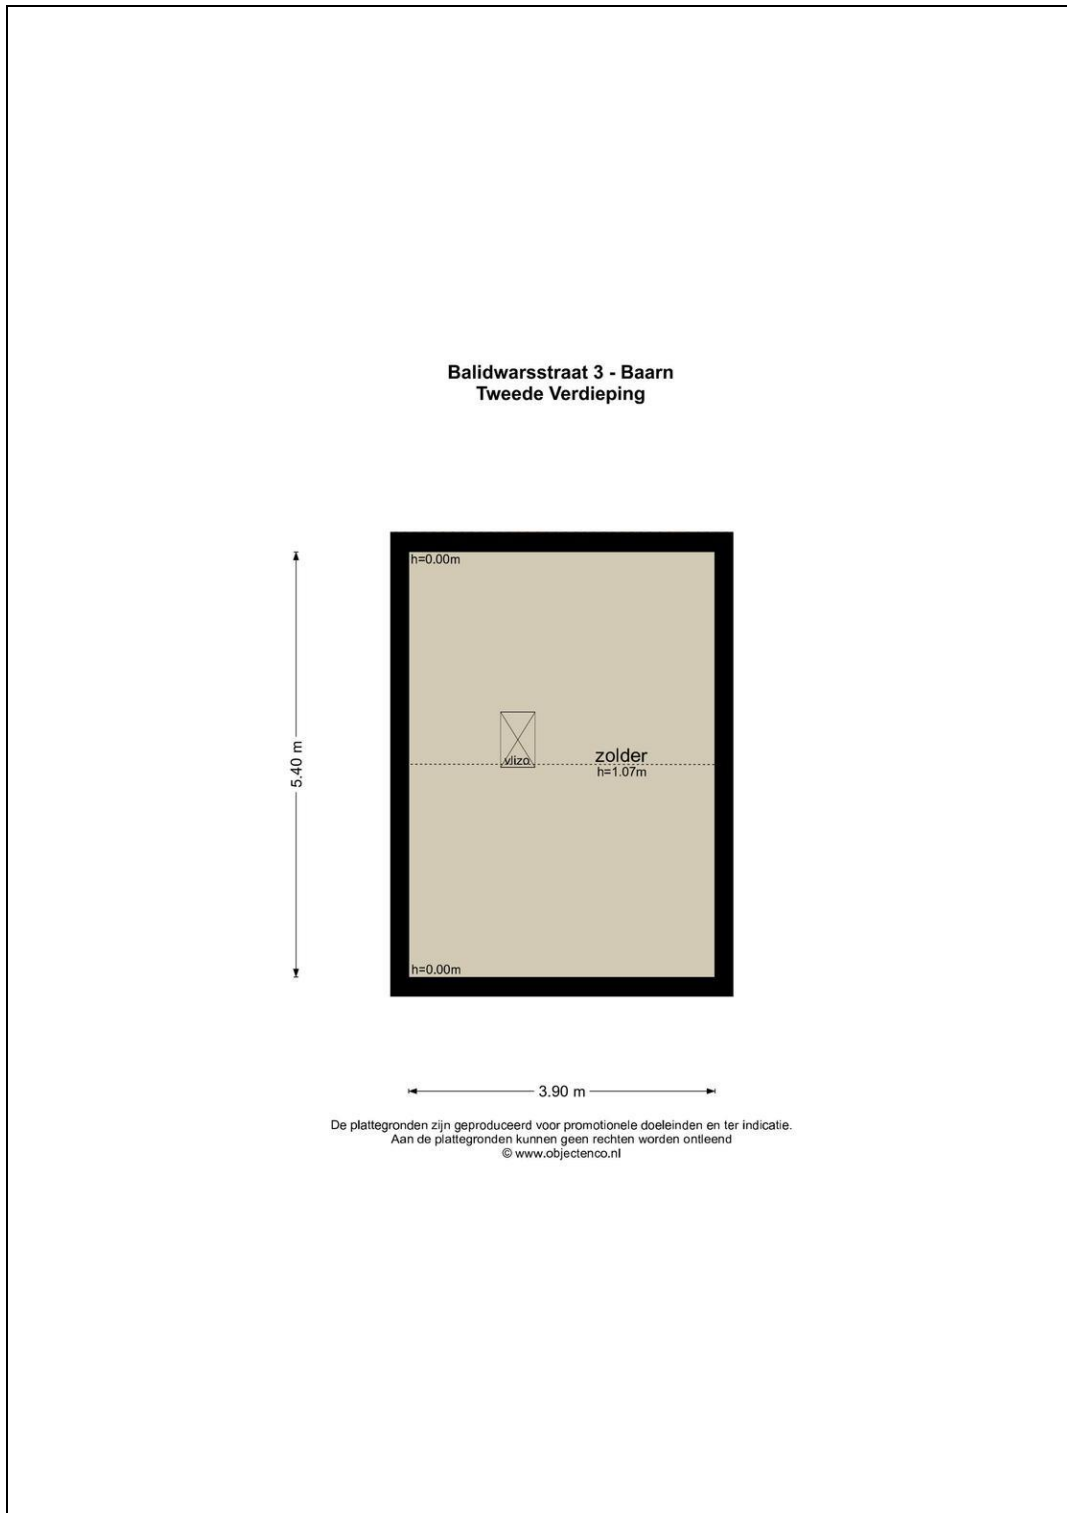 Balidwarsstraat 3 - Baarn
Tweede Verdieping
h=0.00m
5.40 m
vlizo
zolder
h=1.07m
h=0.00m
3.90 m
De plattegronden zijn geproduceerd voor promotionele doeleinden en ter indicatie.
Aan de plattegronden kunnen geen rechten worden ontleend
© www.objectenco.nl